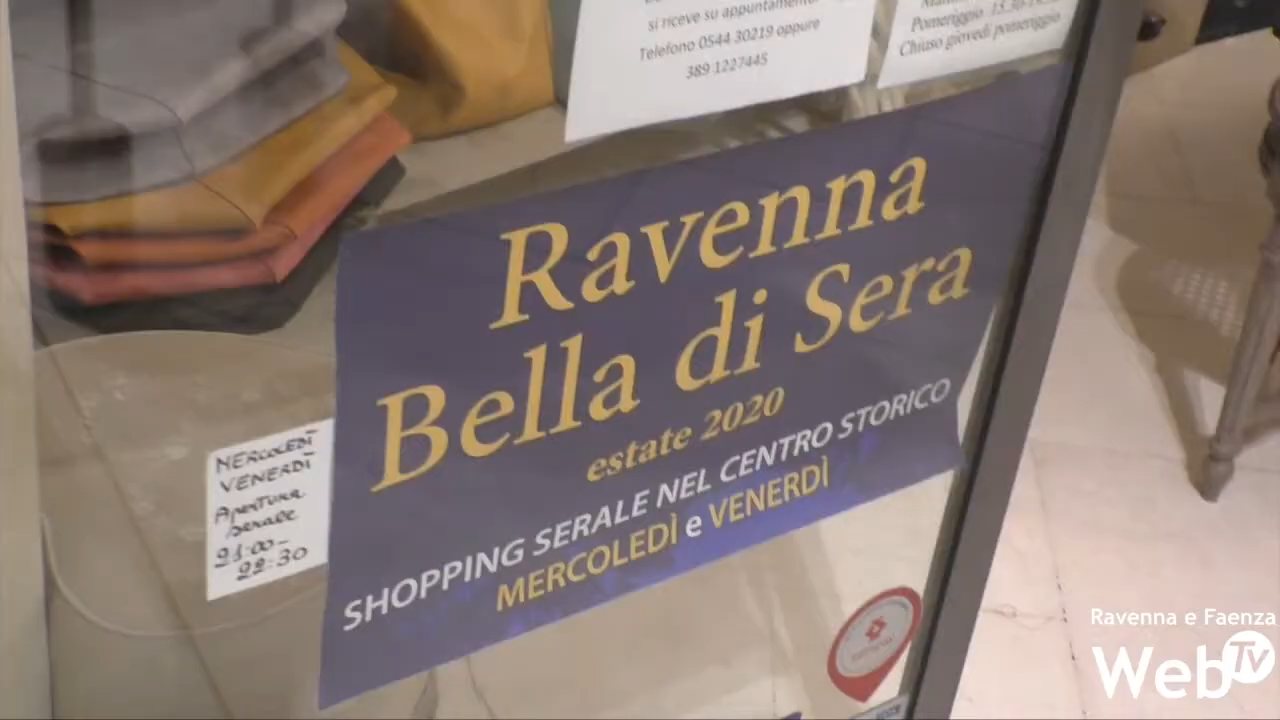 si riceve su appuntamento
Telefono 0544 30219 oppure
389 1227445
Pomeriggio
Chiuso giovedì pomeriggio
Ravenna
Bella di Sera
estate 2020
SHOPPING SERALE NEL CENTRO STORICO
MERCOLEDÌ e VENERDÌ
MERCOLEDÌ
VENERDÌ
Apertura
serale
21:00-
22:30
Ravenna e Faenza
WebTv